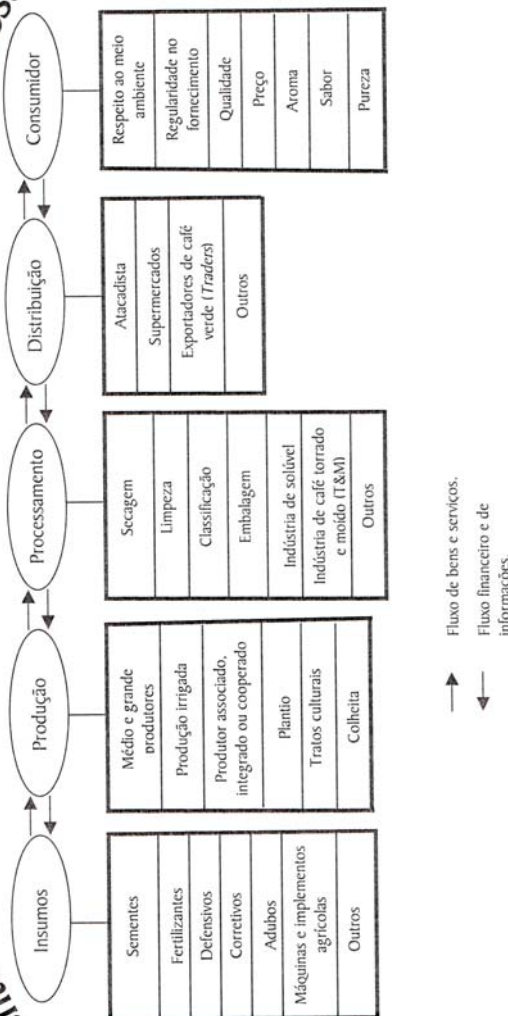 Insumos
Sementes
Fertilizantes
Defensivos
Corretivos
Adubos
Máquinas e implementos
agrícolas
Outros
Produção
Médio e grande
produtores
Produção irrigada
Produtor associado,
integrado ou cooperado
Plantio
Tratos culturais
Colheita
Processamento
Secagem
Limpeza
Classificação
Embalagem
Indústria de solúvel
Indústria de café torrado
e moído (T&M)
Outros
Distribuição
Atacadista
Supermercados
Exportadores de café
verde (Traders)
Outros
Consumidor
Respeito ao meio
ambiente
Regularidade no
fornecimento
Qualidade
Preço
Aroma
Sabor
Pureza
Fluxo de bens e serviços.
Fluxo financeiro e de
informações.